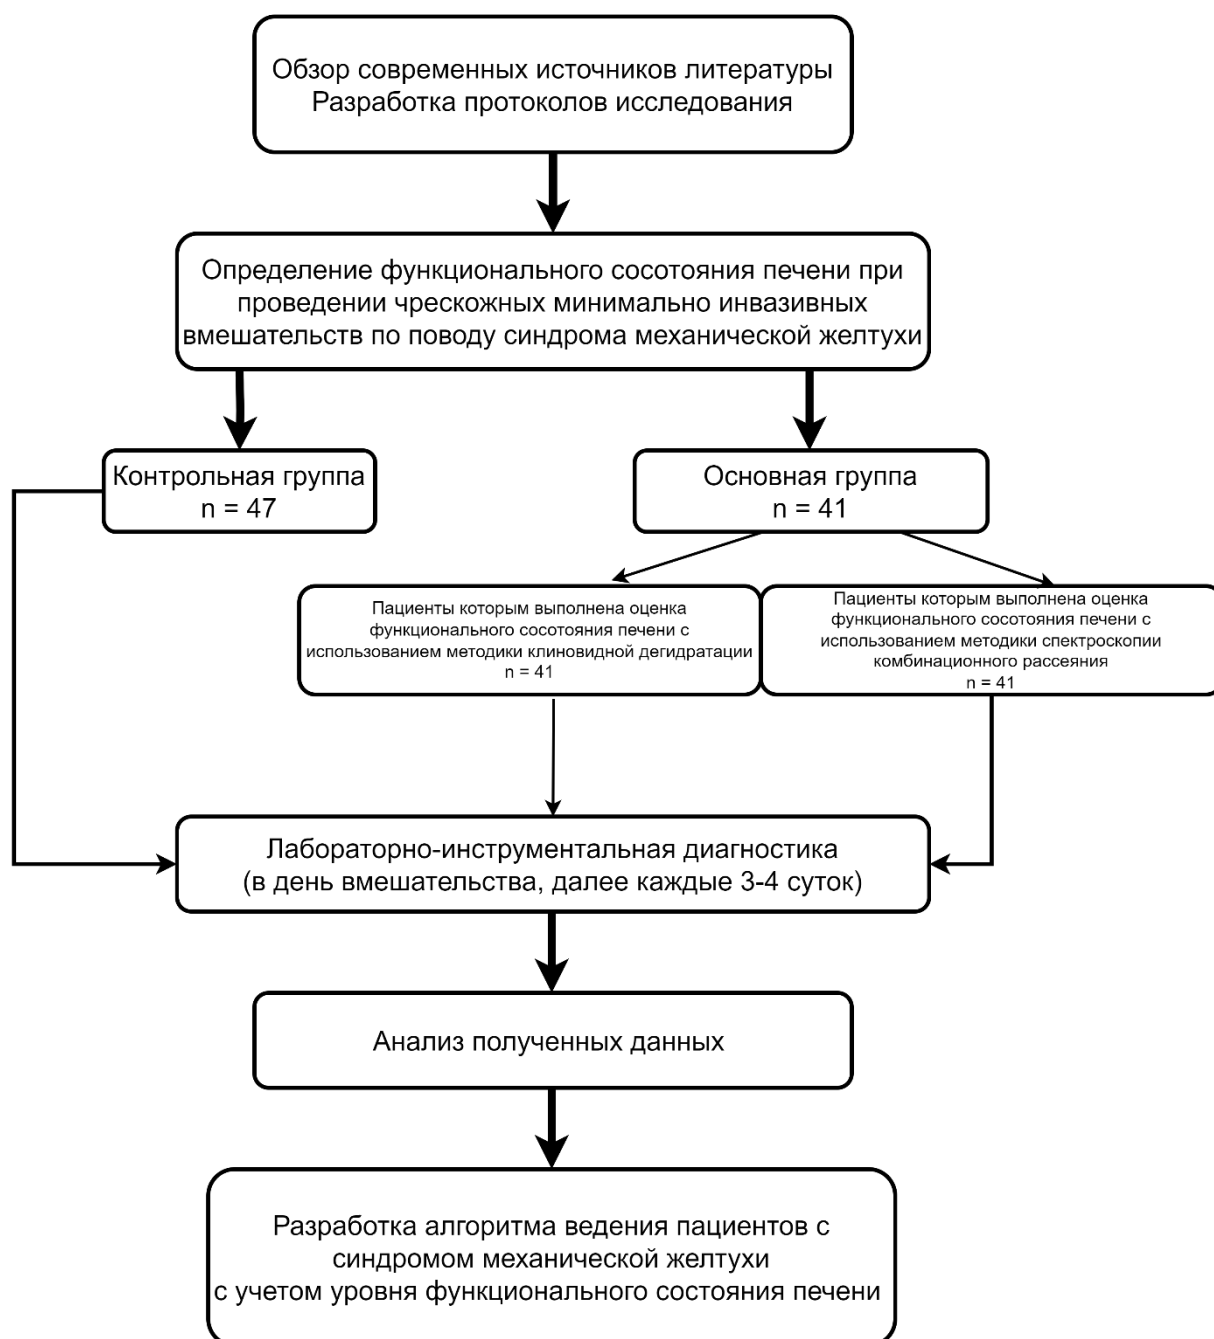 Обзор современных источников литературы
Разработка протоколов исследования
Определение функционального сосотояния печени при
проведении чрескожных минимально инвазивных
вмешательств по поводу синдрома механической желтухи
Контрольная группа
n = 47
Основная группа
n = 41
Пациенты которым выполнена оценка
функционального сосотояния печени с
использованием методики клиновидной дегидратации
n = 41
Пациенты которым выполнена оценка
функционального сосотояния печени с
использованием методики спектроскопии
комбинационного рассеяния
n = 41
Лабораторно-инструментальная диагностика
(в день вмешательства, далее каждые 3-4 суток)
Анализ полученных данных
Разработка алгоритма ведения пациентов с
синдромом механической желтухи
с учетом уровня функционального состояния печени